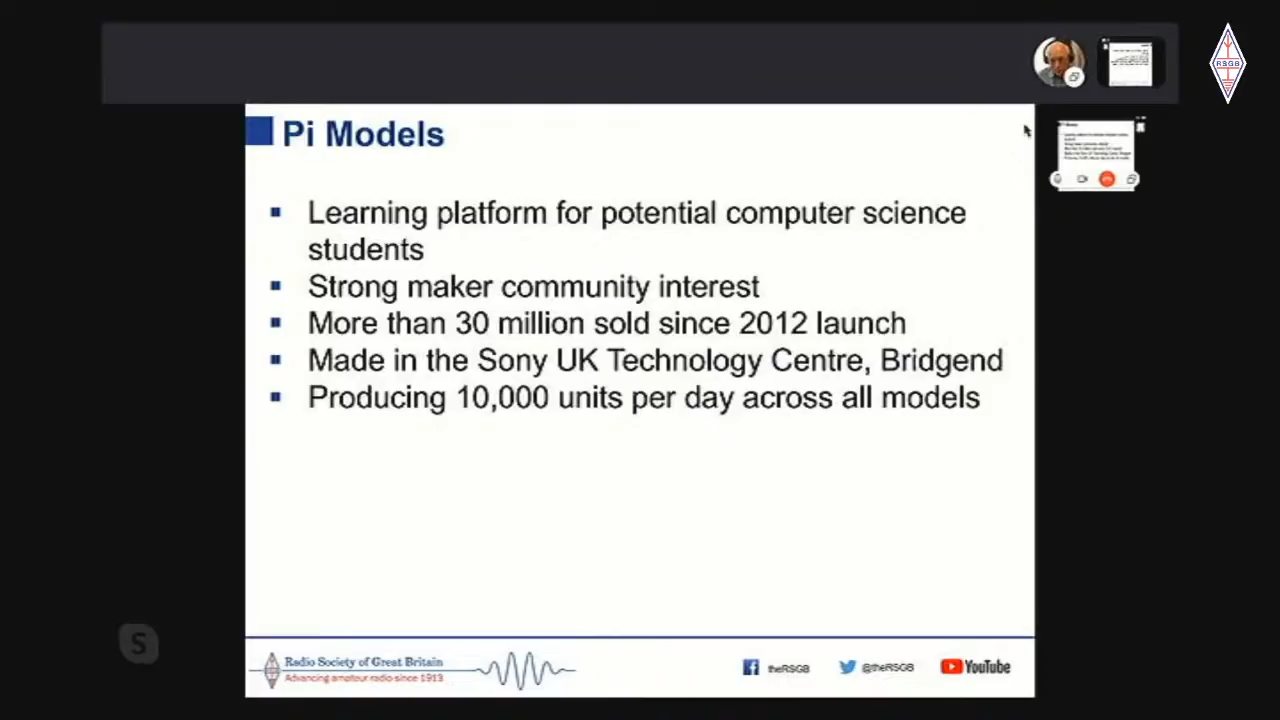 RSGB
Pi Models
Learning platform for potential computer science
students
Strong maker community interest
More than 30 million sold since 2012 launch
Made in the Sony UK Technology Centre, Bridgend
Producing 10,000 units per day across all models
S
Radio Society of Great Britain
Advancing amateur radio since 1913
theRSGB
@theRSGB
YouTube